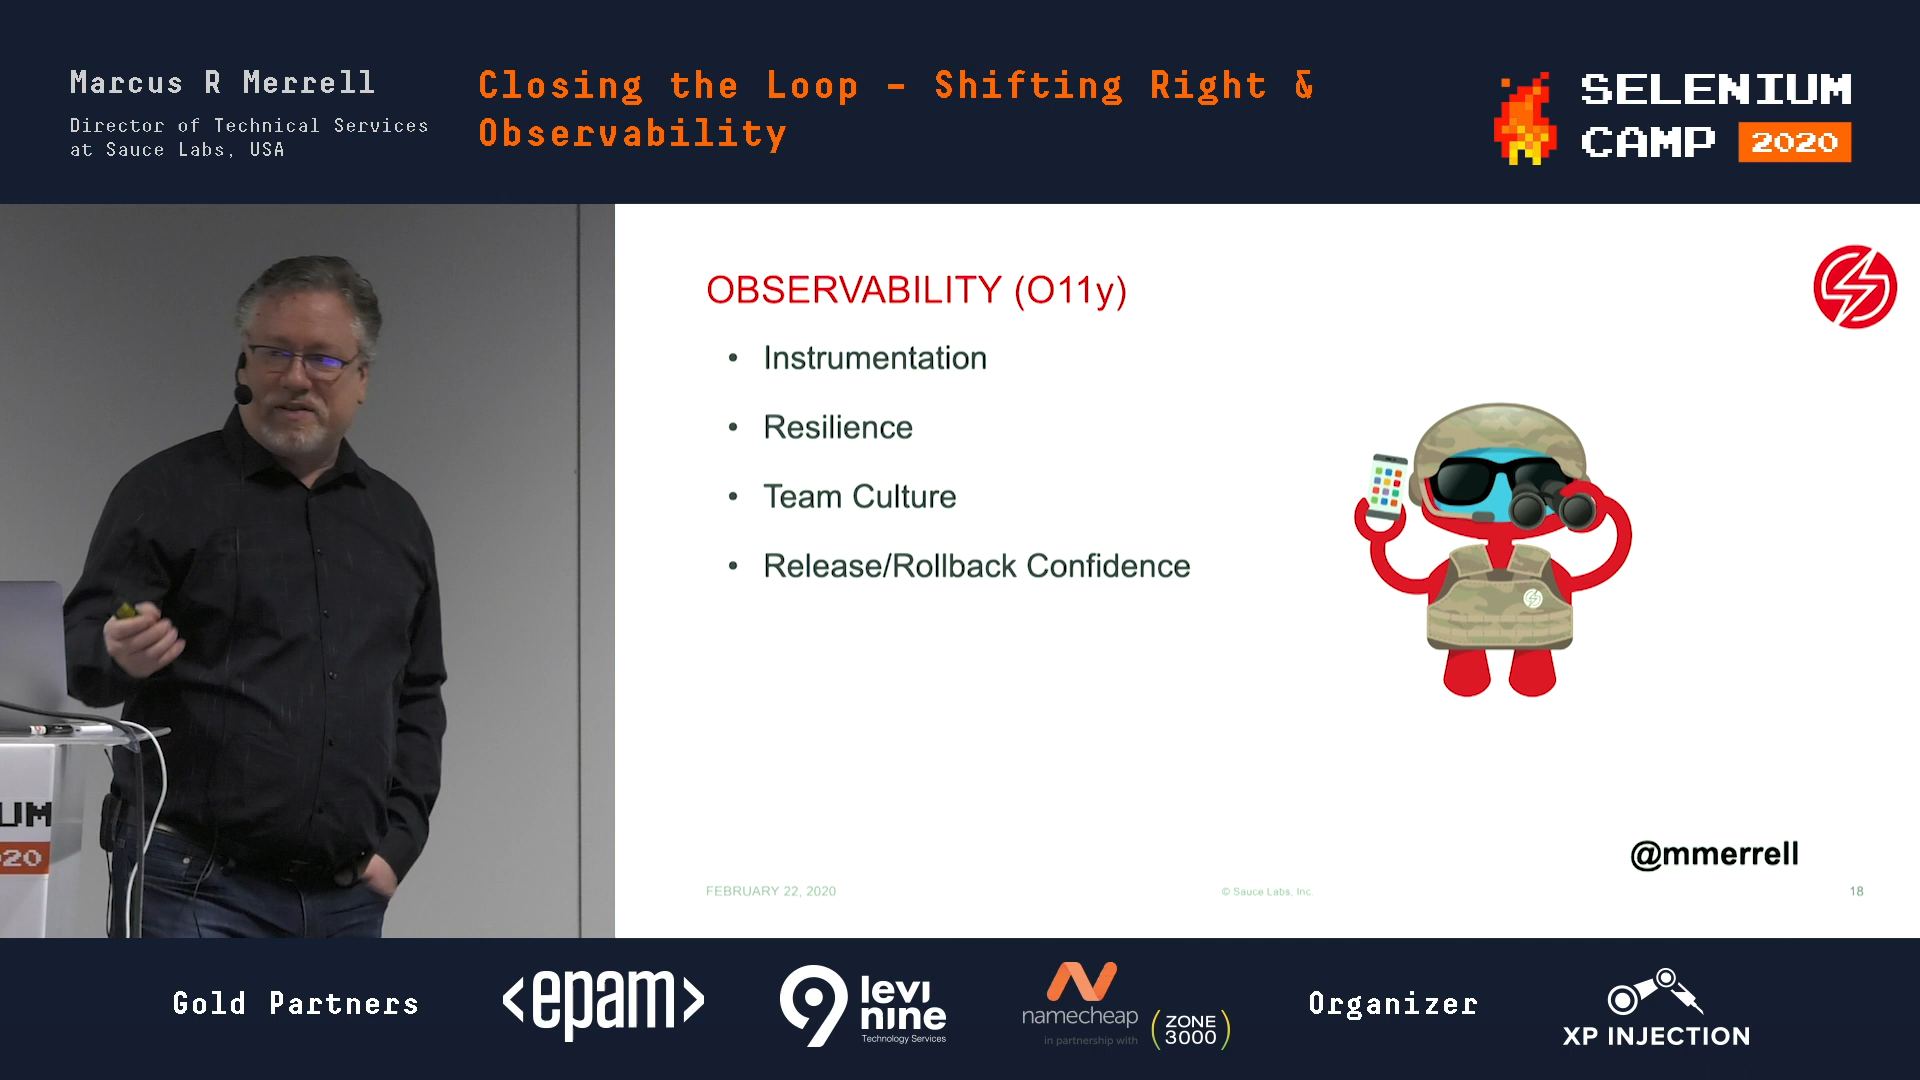 Marcus R Merrell
Director of Technical Services
at Sauce Labs, USA
Closing the Loop – Shifting Right &
Observability
SELENIUM
CAMP 2020
OBSERVABILITY (O11y)
• Instrumentation
• Resilience
• Team Culture
• Release/Rollback Confidence
@mmerrell
FEBRUARY 22, 2020
© Sauce Labs, Inc.
18
UM
20
Gold Partners
<epam>
levi
nine
Technology Services
namecheap
in partnership with
ZONE
3000
Organizer
XP INJECTION